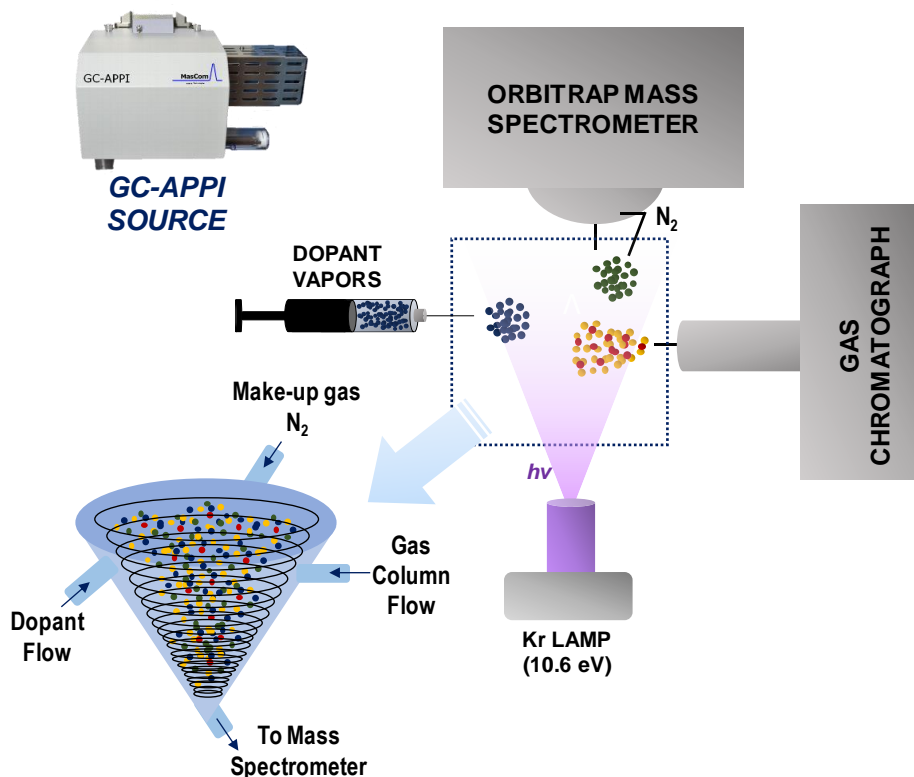 GC-APPI
MasCom
GC-APPI
SOURCE
ORBITRAP MASS
SPECTROMETER
N₂
DOPANT
VAPORS
GAS
CHROMATOGRAPH
Make-up gas
N₂
hν
Gas
Column
Flow
Dopant
Flow
Kr LAMP
(10.6 eV)
To Mass
Spectrometer